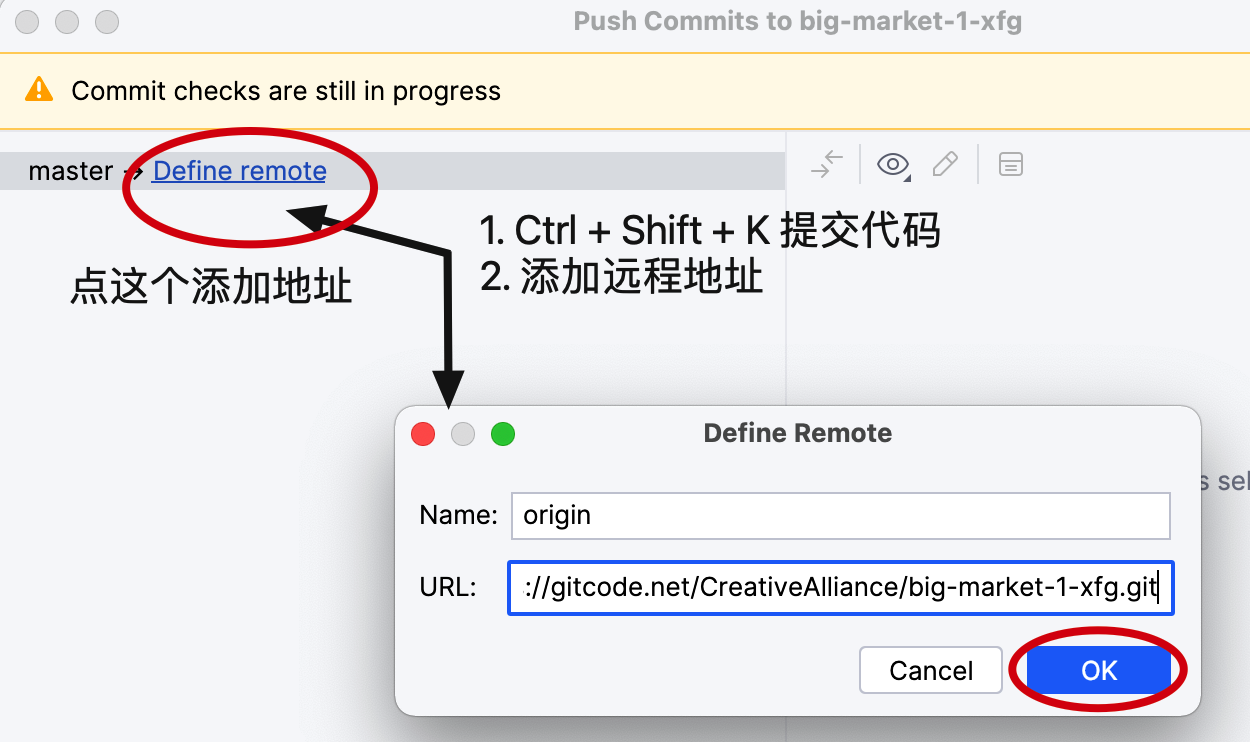 Push Commits to big-market-1-xfg
Commit checks are still in progress
master → Define remote
1. Ctrl + Shift + K 提交代码
2. 添加远程地址
点这个添加地址
Define Remote
s sel
Name: origin
URL: ://gitcode.net/CreativeAlliance/big-market-1-xfg.git
Cancel OK